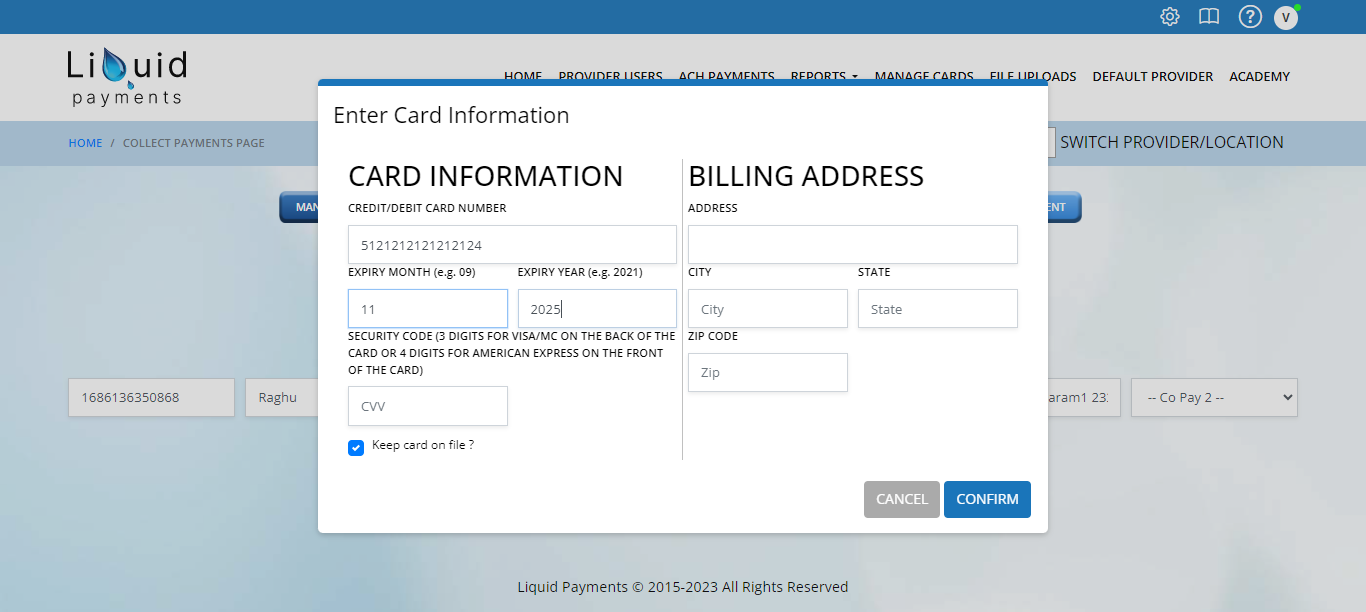 V
Liquid
payments
HOME PROVIDER USERS ACH PAYMENTS REPORTS MANAGE CARDS FILE UPLOADS DEFAULT PROVIDER ACADEMY
HOME / COLLECT PAYMENTS PAGE
SWITCH PROVIDER/LOCATION
MAN
ENT
Enter Card Information
CARD INFORMATION
CREDIT/DEBIT CARD NUMBER
5121212121212124
EXPIRY MONTH (e.g. 09) EXPIRY YEAR (e.g. 2021)
11 2025
SECURITY CODE (3 DIGITS FOR VISA/MC ON THE BACK OF THE
CARD OR 4 DIGITS FOR AMERICAN EXPRESS ON THE FRONT
OF THE CARD)
CVV
Keep card on file ?
BILLING ADDRESS
ADDRESS
CITY STATE
City State
ZIP CODE
Zip
CANCEL CONFIRM
1686136350868 Raghu aram1 23 -- Co Pay 2 --
Liquid Payments © 2015-2023 All Rights Reserved